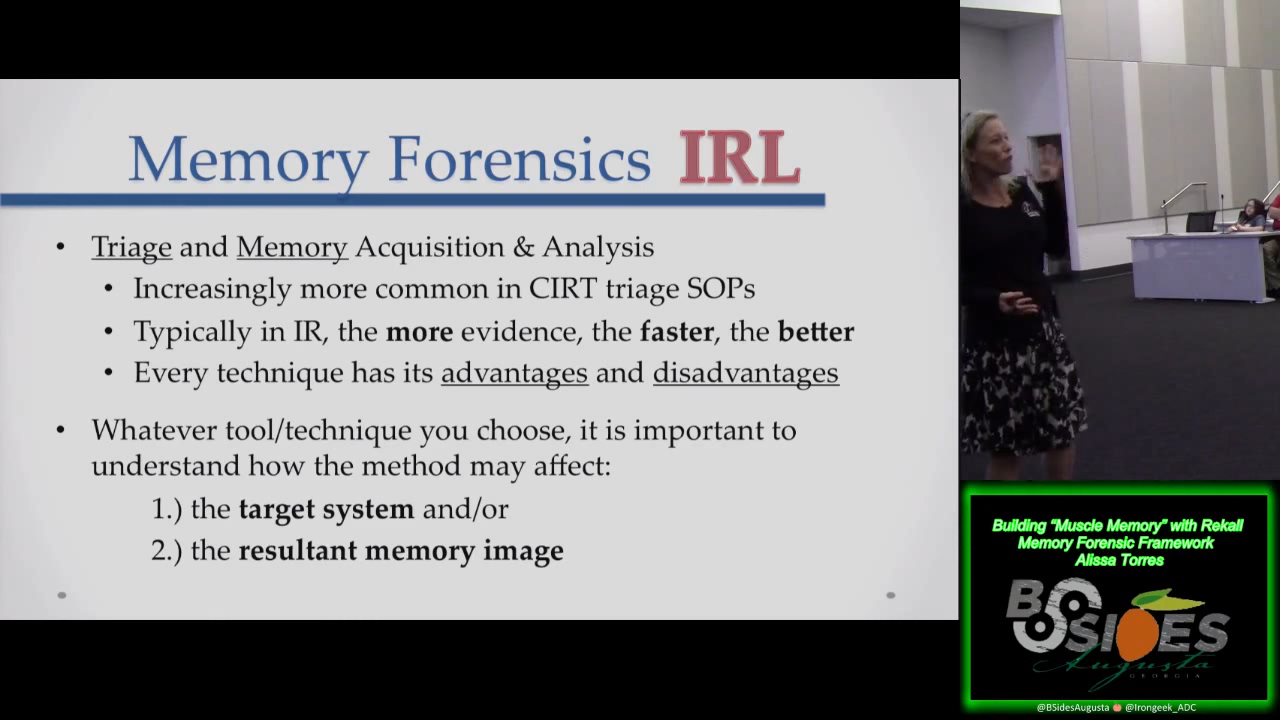 Memory Forensics IRL
• Triage and Memory Acquisition & Analysis
• Increasingly more common in CIRT triage SOPs
• Typically in IR, the more evidence, the faster, the better
• Every technique has its advantages and disadvantages
• Whatever tool/technique you choose, it is important to
understand how the method may affect:
1.) the target system and/or
2.) the resultant memory image
Building “Muscle Memory” with Rekall
Memory Forensic Framework
Alissa Torres
BSIDES
Augusta
GEORGIA
@BSidesAugusta @Irongeek_ADC